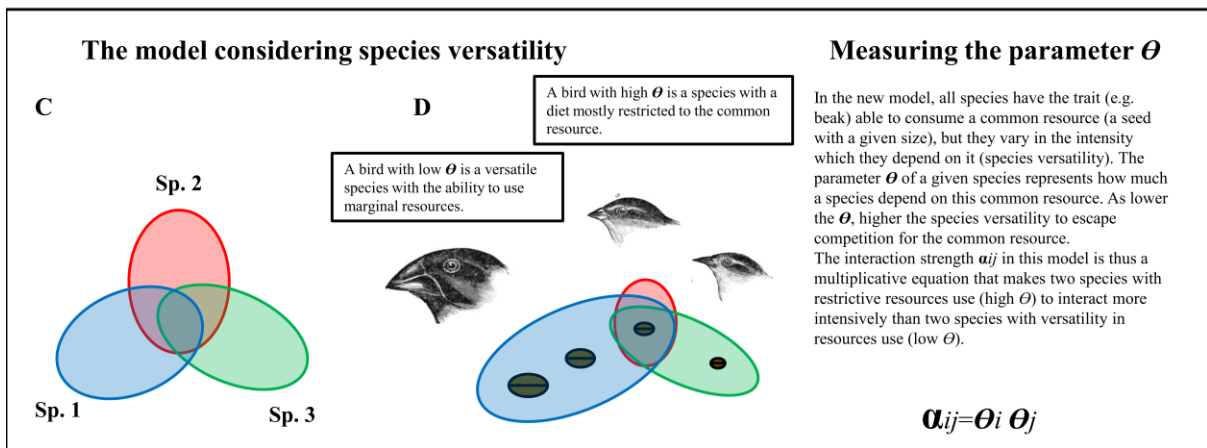 The model considering species versatility
Measuring the parameter Ɵ
C
D
A bird with high Ɵ is a species with a
diet mostly restricted to the common
resource.
A bird with low Ɵ is a versatile
species with the ability to use
marginal resources.
Sp. 2
Sp. 1
Sp. 3
In the new model, all species have the trait (e.g.
beak) able to consume a common resource (a seed
with a given size), but they vary in the intensity
which they depend on it (species versatility). The
parameter Ɵ of a given species represents how much
a species depend on this common resource. As lower
the Ɵ, higher the species versatility to escape
competition for the common resource.
The interaction strength αij in this model is thus a
multiplicative equation that makes two species with
restrictive resources use (high Ɵ) to interact more
intensively than two species with versatility in
resources use (low Ɵ).
αij=Ɵi Ɵj